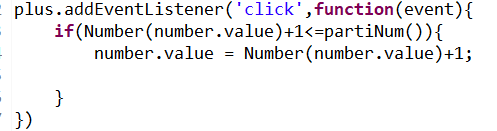 plus.addEventListener('click',function(event){
if(Number(number.value)+1<=partiNum()){
number.value = Number(number.value)+1;
}
})